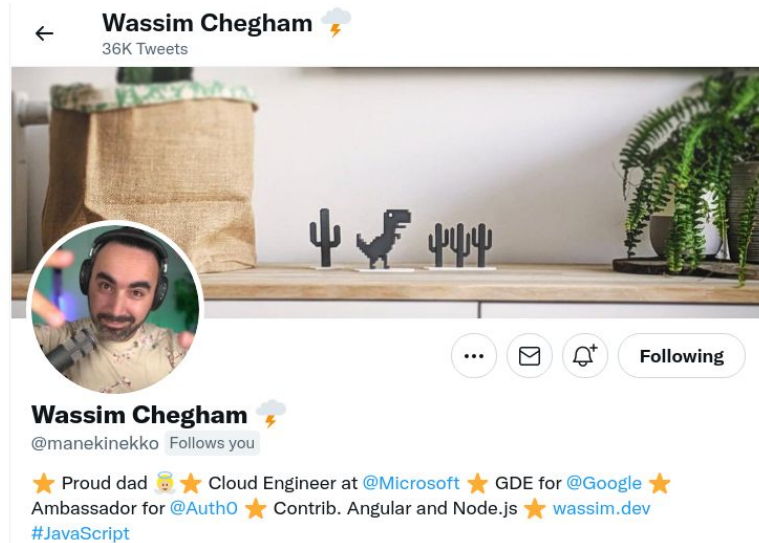 Wassim Chegham 🌩️
36K Tweets
Following
Wassim Chegham 🌩️
@manekinekko Follows you
⭐ Proud dad 👼🏼 ⭐ Cloud Engineer at @Microsoft ⭐ GDE for @Google ⭐
Ambassador for @Auth0 ⭐ Contrib. Angular and Node.js ⭐ wassim.dev
#JavaScript